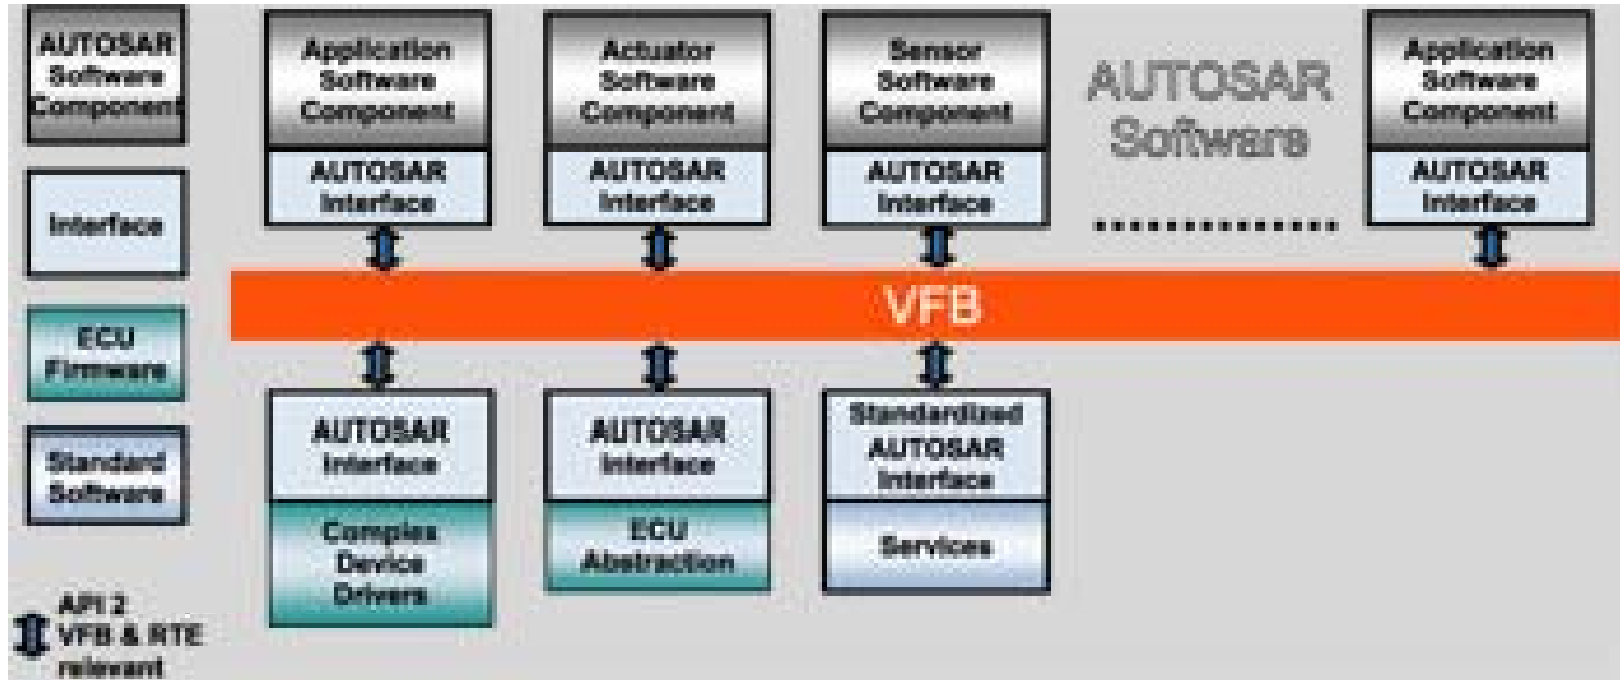 AUTOSAR
Software
Component
Interface
ECU
Firmware
Standard
Software
API 2
VFB & RTE
relevant
Application
Software
Component
AUTOSAR
Interface
Actuator
Software
Component
AUTOSAR
Interface
Sensor
Software
Component
AUTOSAR
Interface
AUTOSAR
Software
..............
Application
Software
Component
AUTOSAR
Interface
VFB
AUTOSAR
Interface
Complex
Device
Drivers
AUTOSAR
Interface
ECU
Abstraction
Standardized
AUTOSAR
Interface
Services